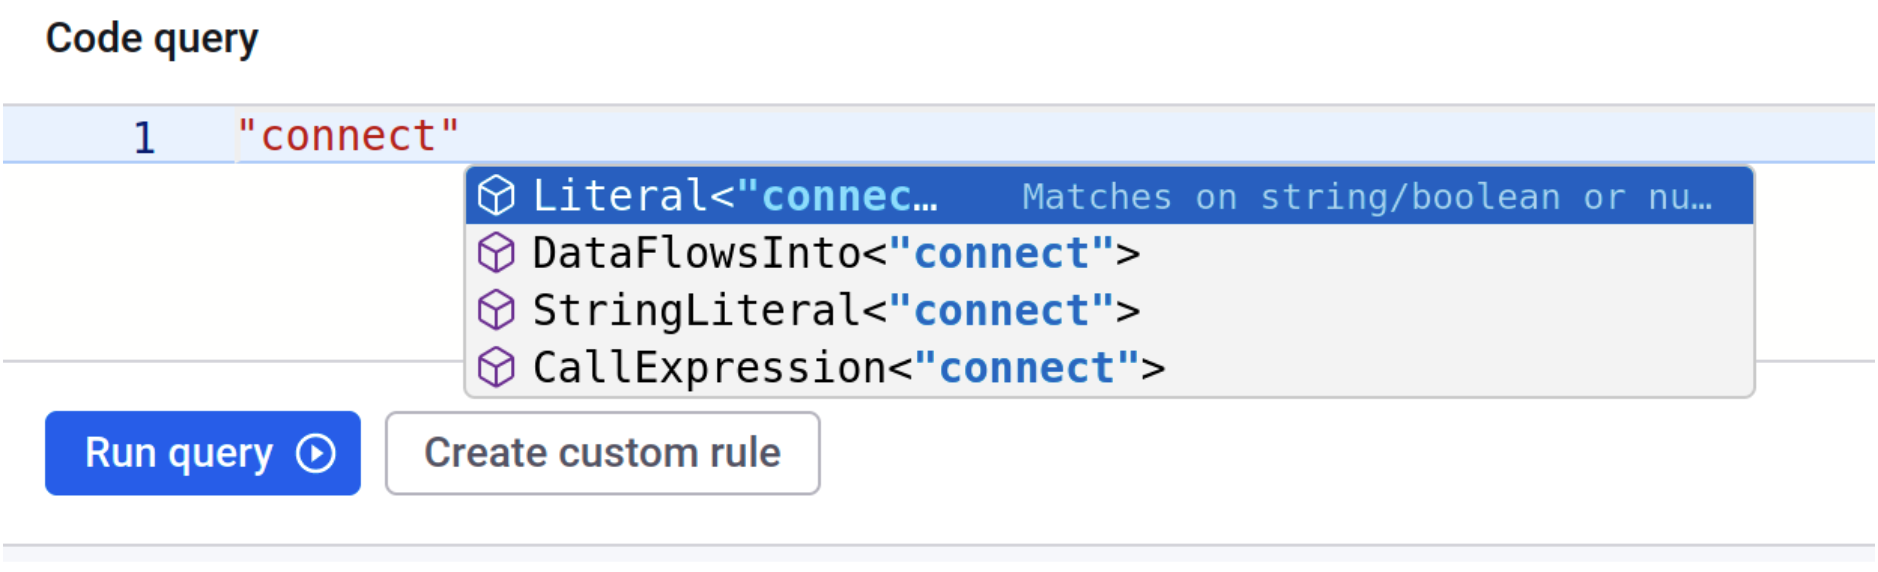 Code query
1 "connect"
Literal<"connec… Matches on string/boolean or nu…
DataFlowsInto<"connect">
StringLiteral<"connect">
CallExpression<"connect">
Run query
Create custom rule